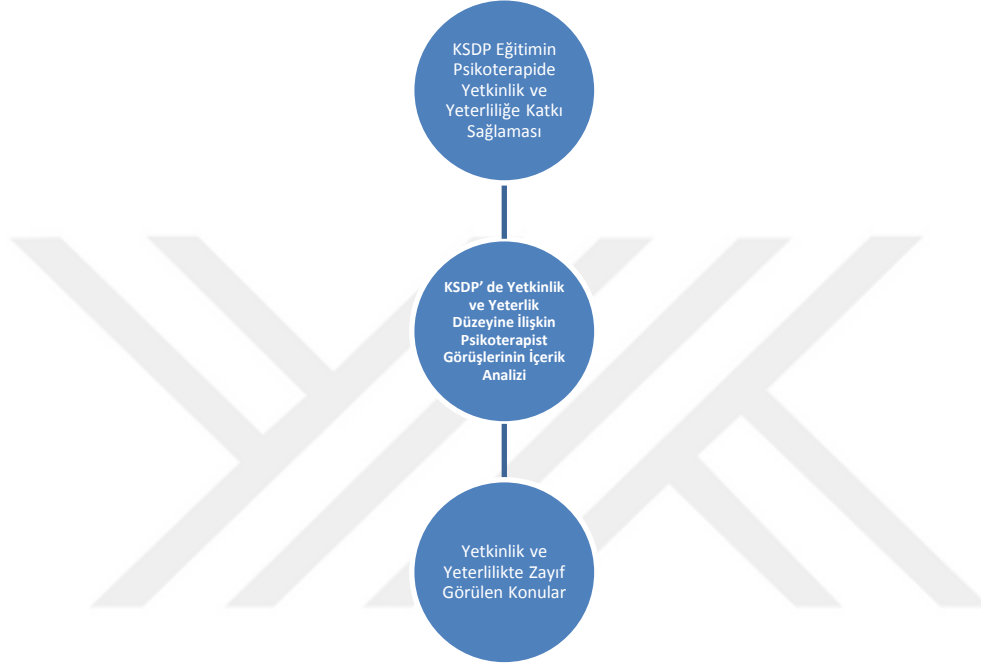 KSDP Eğitimin
Psikoterapide
Yetkinlik ve
Yeterliliğe Katkı
Sağlaması
KSDP’ de Yetkinlik
ve Yeterlik
Düzeyine İlişkin
Psikoterapist
Görüşlerinin İçerik
Analizi
Yetkinlik ve
Yeterlilikte Zayıf
Görülen Konular